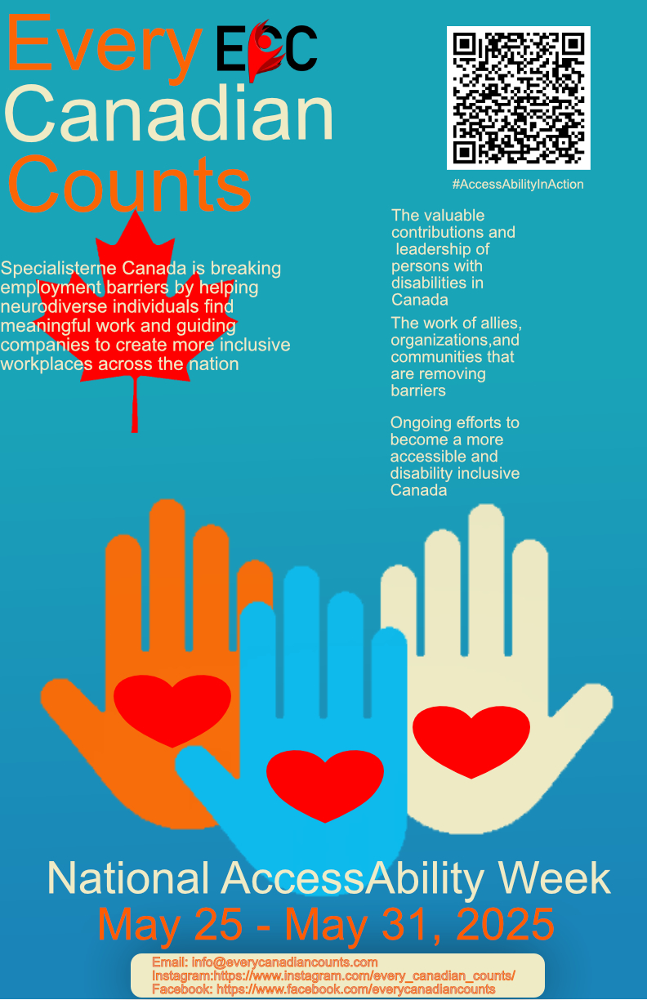 Every
ECC
Canadian
Counts
#AccessAbilityInAction
Specialisterne Canada is breaking
employment barriers by helping
neurodiverse individuals find
meaningful work and guiding
companies to create more inclusive
workplaces across the nation
The valuable
contributions and
leadership of
persons with
disabilities in
Canada
The work of allies,
organizations,and
communities that
are removing
barriers
Ongoing efforts to
become a more
accessible and
disability inclusive
Canada
National AccessAbility Week
May 25 - May 31, 2025
Email: info@everycanadiancounts.com
Instagram:https://www.instagram.com/every_canadian_counts/
Facebook: https://www.facebook.com/everycanadiancounts